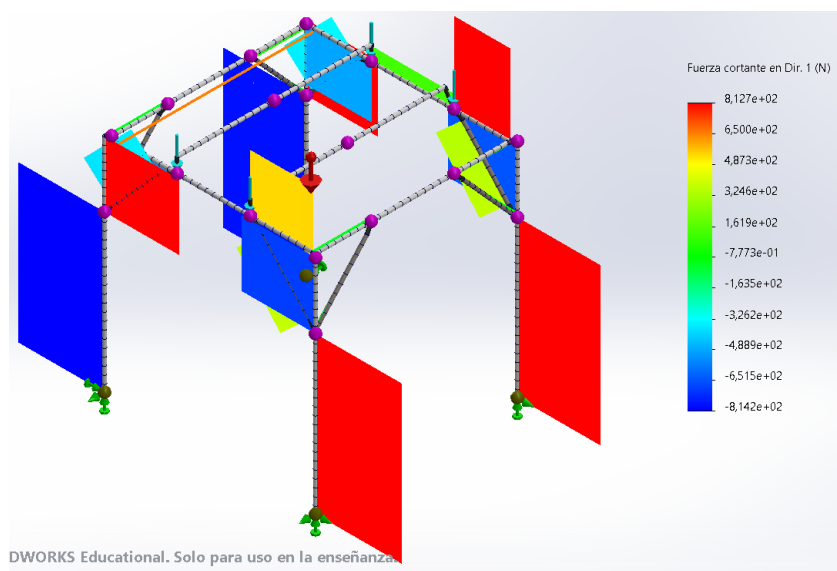 Fuerza cortante en Dir. 1 (N)
8,127e+02
6,500e+02
4,873e+02
3,246e+02
1,619e+02
-7,773e-01
-1,635e+02
-3,262e+02
-4,889e+02
-6,515e+02
-8,142e+02
DWORKS Educational. Solo para uso en la enseñanza.